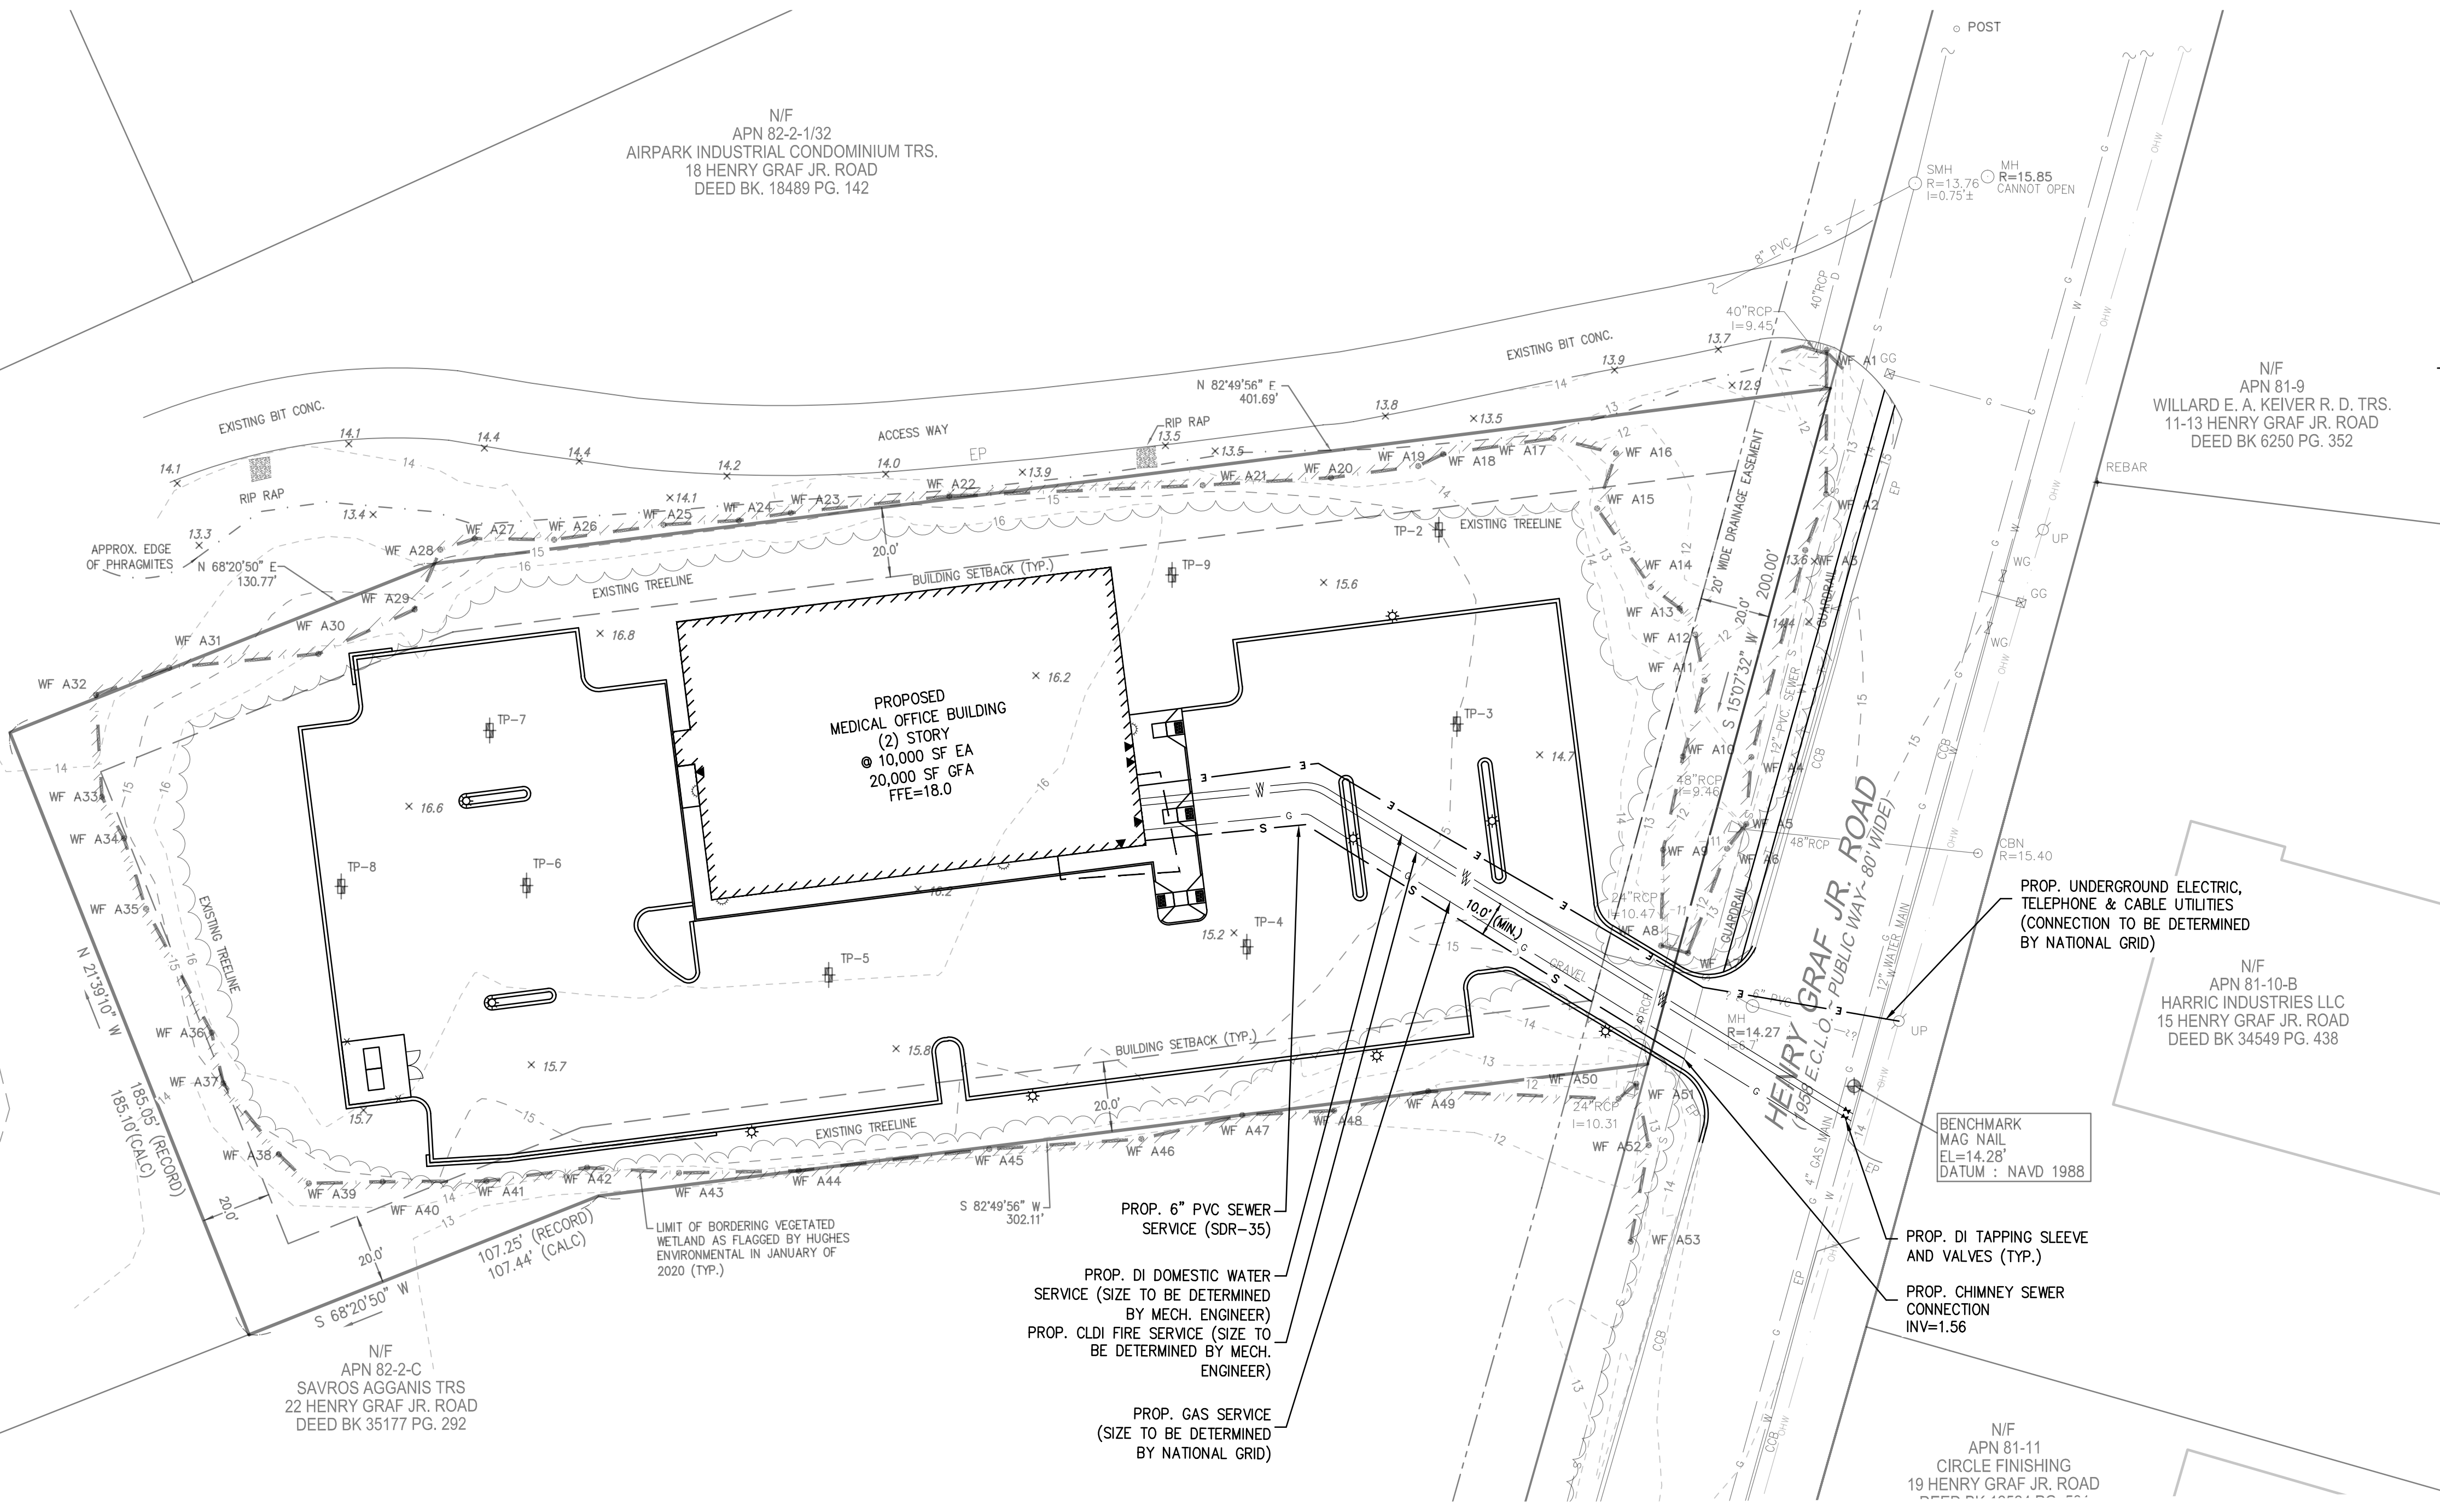 POST
N/F
APN 82-2-1/32
AIRPARK INDUSTRIAL CONDOMINIUM TRS.
18 HENRY GRAF JR. ROAD
DEED BK. 18489 PG. 142
SMH
R=13.76
I=0.75'±
MH
R=15.85
CANNOT OPEN
8" PVC
S
40"RCP
D
40"RCP
I=9.45
OHW
G
W
N/F
APN 81-9
WILLARD E. A. KEIVER R. D. TRS.
11-13 HENRY GRAF JR. ROAD
DEED BK 6250 PG. 352
REBAR
UP
WG
GG
WG
EXISTING BIT CONC.
13.7
13.9
14
12.9
WF A1
GG
N 82°49'56" E
401.69'
13.8
13.5
13
12
EXISTING BIT CONC.
ACCESS WAY
EP
RIP RAP
13.5
13.5
14.1
14.4
14.4
14.2
14.0
13.9
14.1
14
RIP RAP
13.4
13.3
14.1
APPROX. EDGE
OF PHRAGMITES
N 68°20'50" E
130.77'
WF A2
WF A3
WF A4
WF A5
WF A6
WF A8
WF A9
WF A10
WF A11
WF A12
WF A13
WF A14
WF A15
WF A16
WF A17
WF A18
WF A19
WF A20
WF A21
WF A22
WF A23
WF A24
WF A25
WF A26
WF A27
WF A28
WF A29
WF A30
WF A31
WF A32
WF A33
WF A34
WF A35
WF A36
WF A37
WF A38
WF A39
WF A40
WF A41
WF A42
WF A43
WF A44
WF A45
WF A46
WF A47
WF A48
WF A49
WF A50
WF A51
WF A52
WF A53
EXISTING TREELINE
20.0'
BUILDING SETBACK (TYP.)
EXISTING TREELINE
TP-2
TP-9
15.6
16.8
16.2
PROPOSED
MEDICAL OFFICE BUILDING
(2) STORY
@ 10,000 SF EA
20,000 SF GFA
FFE=18.0
TP-7
TP-3
14.7
16.6
TP-8
TP-6
16.2
16
TP-4
15.2
TP-5
15.8
15.7
15.7
15
20' WIDE DRAINAGE EASEMENT
20.0'
200.00'
S 15°07'32" W
13.6
14.4
GUARDRAIL
12" PVC SEWER
CCB
48"RCP
I=9.46
48"RCP
24"RCP
I=10.47
GUARDRAIL
CBN
R=15.40
HENRY GRAF JR. ROAD
(1958 E.C.L.O.~ PUBLIC WAY~ 80' WIDE)
12" WATER MAIN
PROP. UNDERGROUND ELECTRIC,
TELEPHONE & CABLE UTILITIES
(CONNECTION TO BE DETERMINED
BY NATIONAL GRID)
10.0' (MIN.)
GRAVEL
6" PVC
MH
R=14.27
I=6.7'
UP
N/F
APN 81-10-B
HARRIC INDUSTRIES LLC
15 HENRY GRAF JR. ROAD
DEED BK 34549 PG. 438
BENCHMARK
MAG NAIL
EL=14.28'
DATUM : NAVD 1988
EXISTING TREELINE
N 21°39'10" W
185.05' (RECORD)
185.10'(CALC)
20.0'
20.0'
107.25' (RECORD)
107.44' (CALC)
S 68°20'50" W
EXISTING TREELINE
BUILDING SETBACK (TYP.)
20.0'
24"RCP
I=10.31
S 82°49'56" W
302.11'
LIMIT OF BORDERING VEGETATED
WETLAND AS FLAGGED BY HUGHES
ENVIRONMENTAL IN JANUARY OF
2020 (TYP.)
4" GAS MAIN
EP
PROP. 6" PVC SEWER
SERVICE (SDR-35)
PROP. DI DOMESTIC WATER
SERVICE (SIZE TO BE DETERMINED
BY MECH. ENGINEER)
PROP. CLDI FIRE SERVICE (SIZE TO
BE DETERMINED BY MECH.
ENGINEER)
PROP. GAS SERVICE
(SIZE TO BE DETERMINED
BY NATIONAL GRID)
PROP. DI TAPPING SLEEVE
AND VALVES (TYP.)
PROP. CHIMNEY SEWER
CONNECTION
INV=1.56
N/F
APN 82-2-C
SAVROS AGGANIS TRS
22 HENRY GRAF JR. ROAD
DEED BK 35177 PG. 292
N/F
APN 81-11
CIRCLE FINISHING
19 HENRY GRAF JR. ROAD